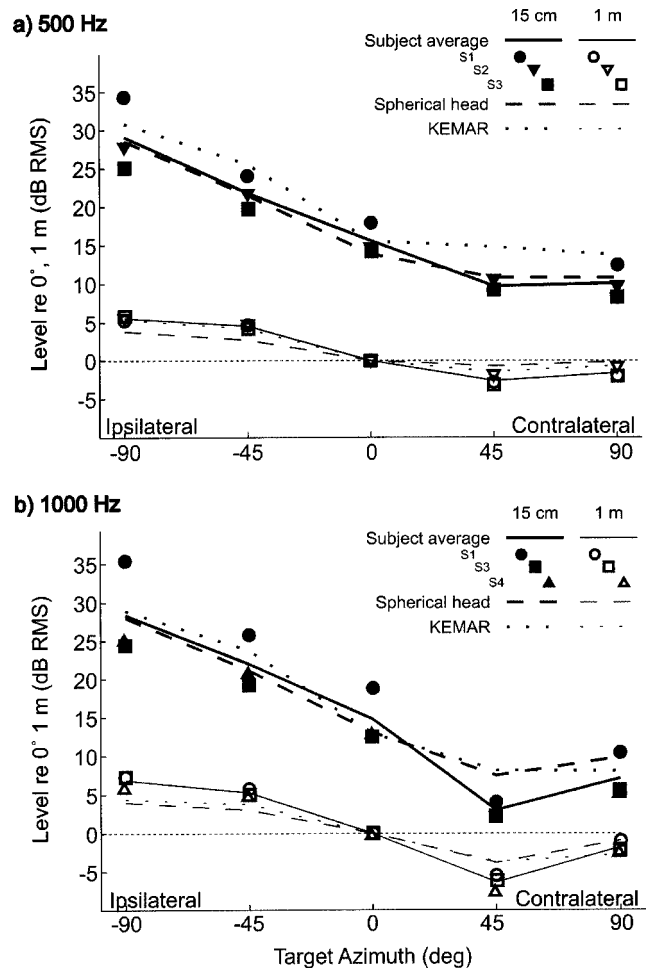 a) 500 Hz
15 cm 1 m
Subject average
S1
S2
S3
Spherical head
KEMAR
Level re 0°, 1 m (dB RMS)
35
30
25
20
15
10
5
0
-5
Ipsilateral Contralateral
-90 -45 0 45 90
b) 1000 Hz
15 cm 1 m
Subject average
S1
S3
S4
Spherical head
KEMAR
Level re 0° 1 m (dB RMS)
35
30
25
20
15
10
5
0
-5
Ipsilateral Contralateral
-90 -45 0 45 90
Target Azimuth (deg)